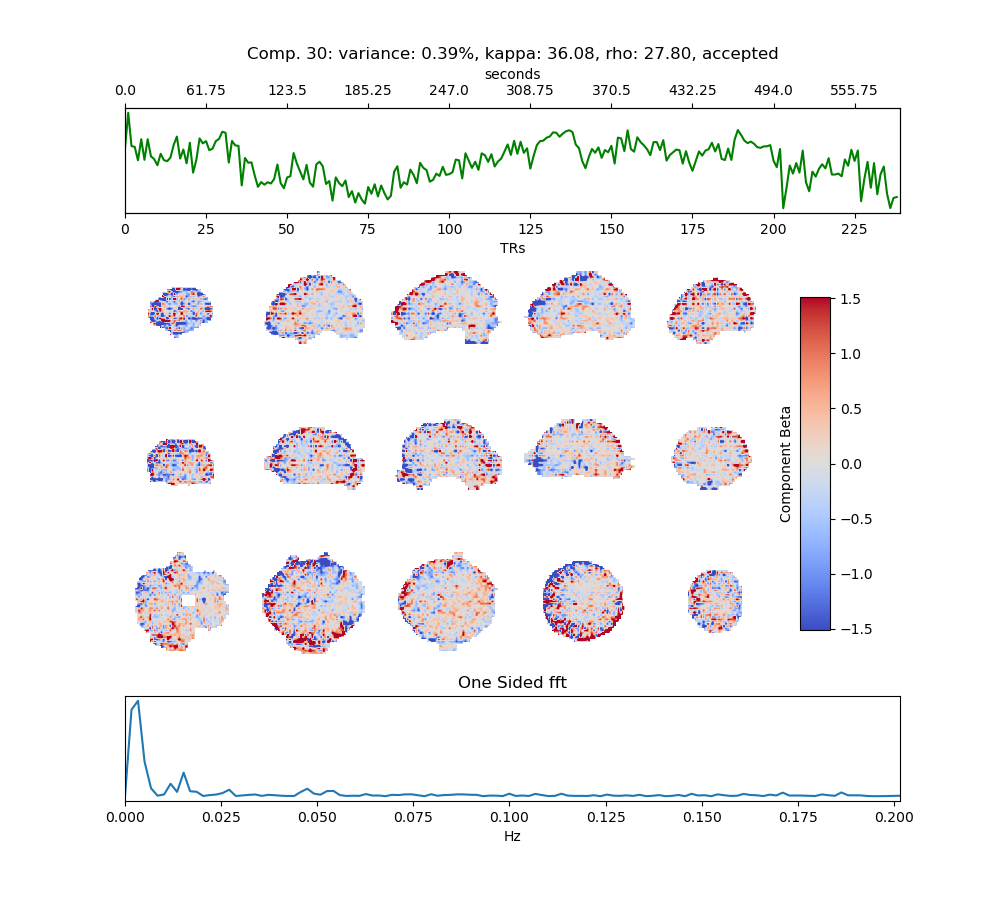 Comp. 30: variance: 0.39%, kappa: 36.08, rho: 27.80, accepted
seconds
0.0 61.75 123.5 185.25 247.0 308.75 370.5 432.25 494.0 555.75
0 25 50 75 100 125 150 175 200 225
TRs
1.5
1.0
0.5
0.0
−0.5
−1.0
−1.5
Component Beta
One Sided fft
0.000 0.025 0.050 0.075 0.100 0.125 0.150 0.175 0.200
Hz